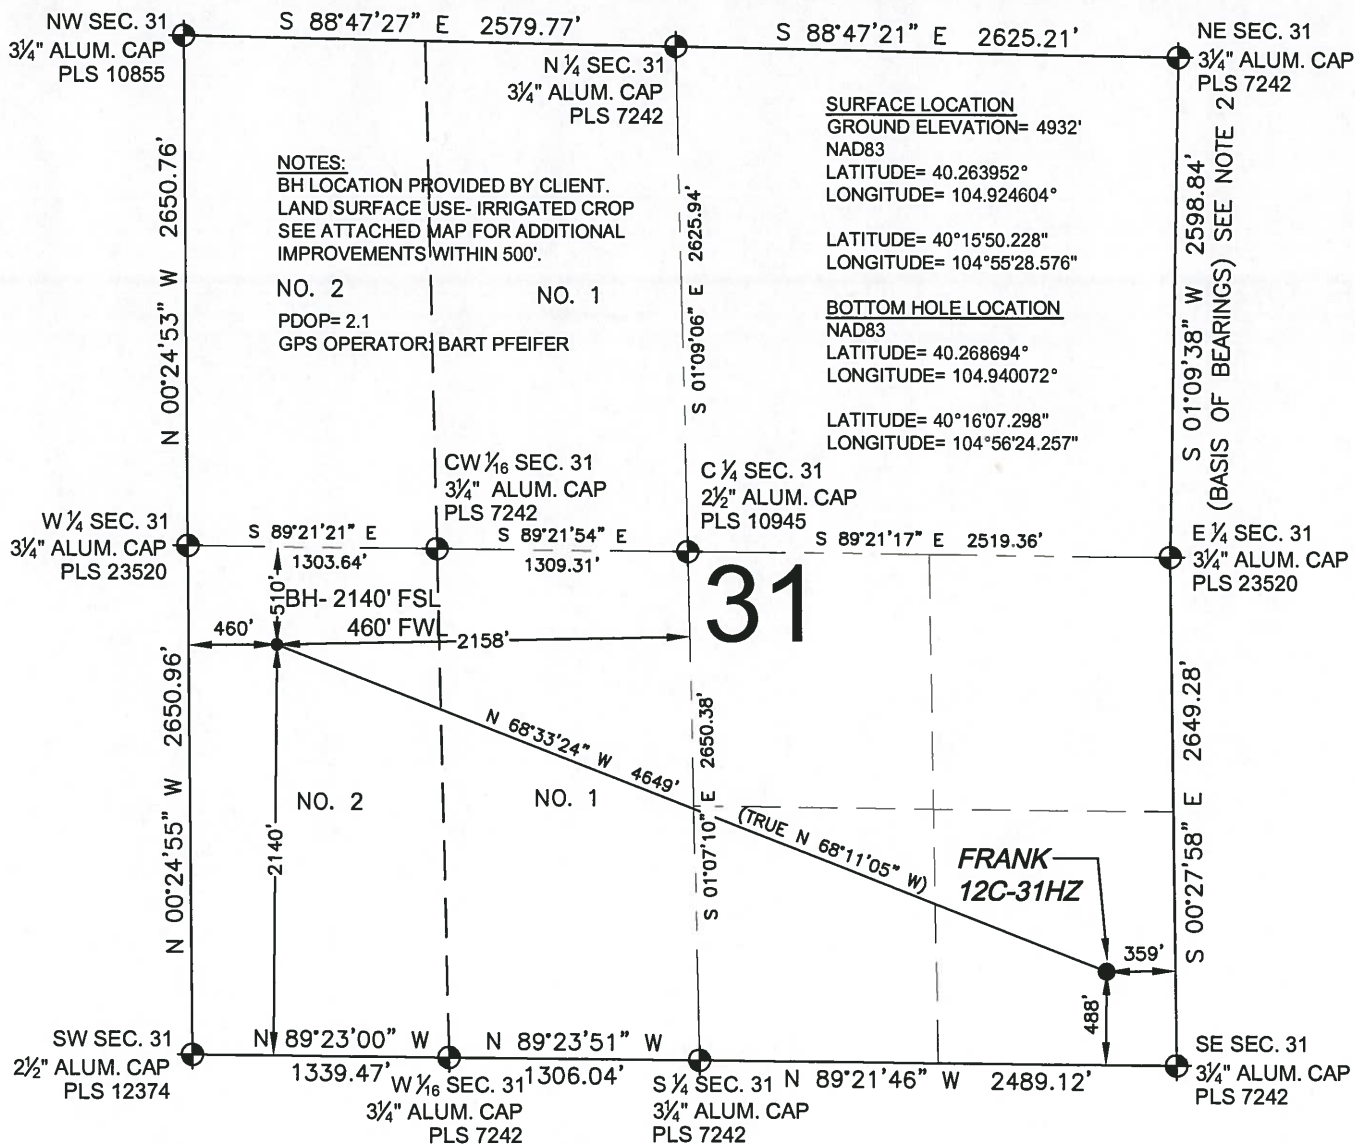 NW SEC. 31
3¼" ALUM. CAP
PLS 10855
S 88°47'27" E 2579.77'
N ¼ SEC. 31
3¼" ALUM. CAP
PLS 7242
S 88°47'21" E 2625.21'
NE SEC. 31
3¼" ALUM. CAP
PLS 7242
N 00°24'53" W 2650.76'
NOTES:
BH LOCATION PROVIDED BY CLIENT.
LAND SURFACE USE- IRRIGATED CROP
SEE ATTACHED MAP FOR ADDITIONAL
IMPROVEMENTS WITHIN 500'.
NO. 2
NO. 1
PDOP= 2.1
GPS OPERATOR: BART PFEIFER
S 01°09'06" E 2625.94'
SURFACE LOCATION
GROUND ELEVATION= 4932'
NAD83
LATITUDE= 40.263952°
LONGITUDE= 104.924604°
LATITUDE= 40°15'50.228"
LONGITUDE= 104°55'28.576"
BOTTOM HOLE LOCATION
NAD83
LATITUDE= 40.268694°
LONGITUDE= 104.940072°
LATITUDE= 40°16'07.298"
LONGITUDE= 104°56'24.257"
S 01°09'38" W 2598.84'
(BASIS OF BEARINGS) SEE NOTE 2
W ¼ SEC. 31
3¼" ALUM. CAP
PLS 23520
CW 1⁄16 SEC. 31
3¼" ALUM. CAP
PLS 7242
C ¼ SEC. 31
2½" ALUM. CAP
PLS 10945
E ¼ SEC. 31
3¼" ALUM. CAP
PLS 23520
S 89°21'21" E
1303.64'
S 89°21'54" E
1309.31'
S 89°21'17" E 2519.36'
510'
BH- 2140' FSL
460' FWL
460'
2158'
31
N 00°24'55" W 2650.96'
2140'
N 68°33'24" W 4649'
(TRUE N 68°11'05" W)
NO. 2
NO. 1
S 01°07'10" E 2650.38'
FRANK
12C-31HZ
359'
488'
S 00°27'58" E 2649.28'
SW SEC. 31
2½" ALUM. CAP
PLS 12374
N 89°23'00" W
1339.47'
W 1⁄16 SEC. 31
3¼" ALUM. CAP
PLS 7242
N 89°23'51" W
1306.04'
S ¼ SEC. 31
3¼" ALUM. CAP
PLS 7242
N 89°21'46" W 2489.12'
SE SEC. 31
3¼" ALUM. CAP
PLS 7242